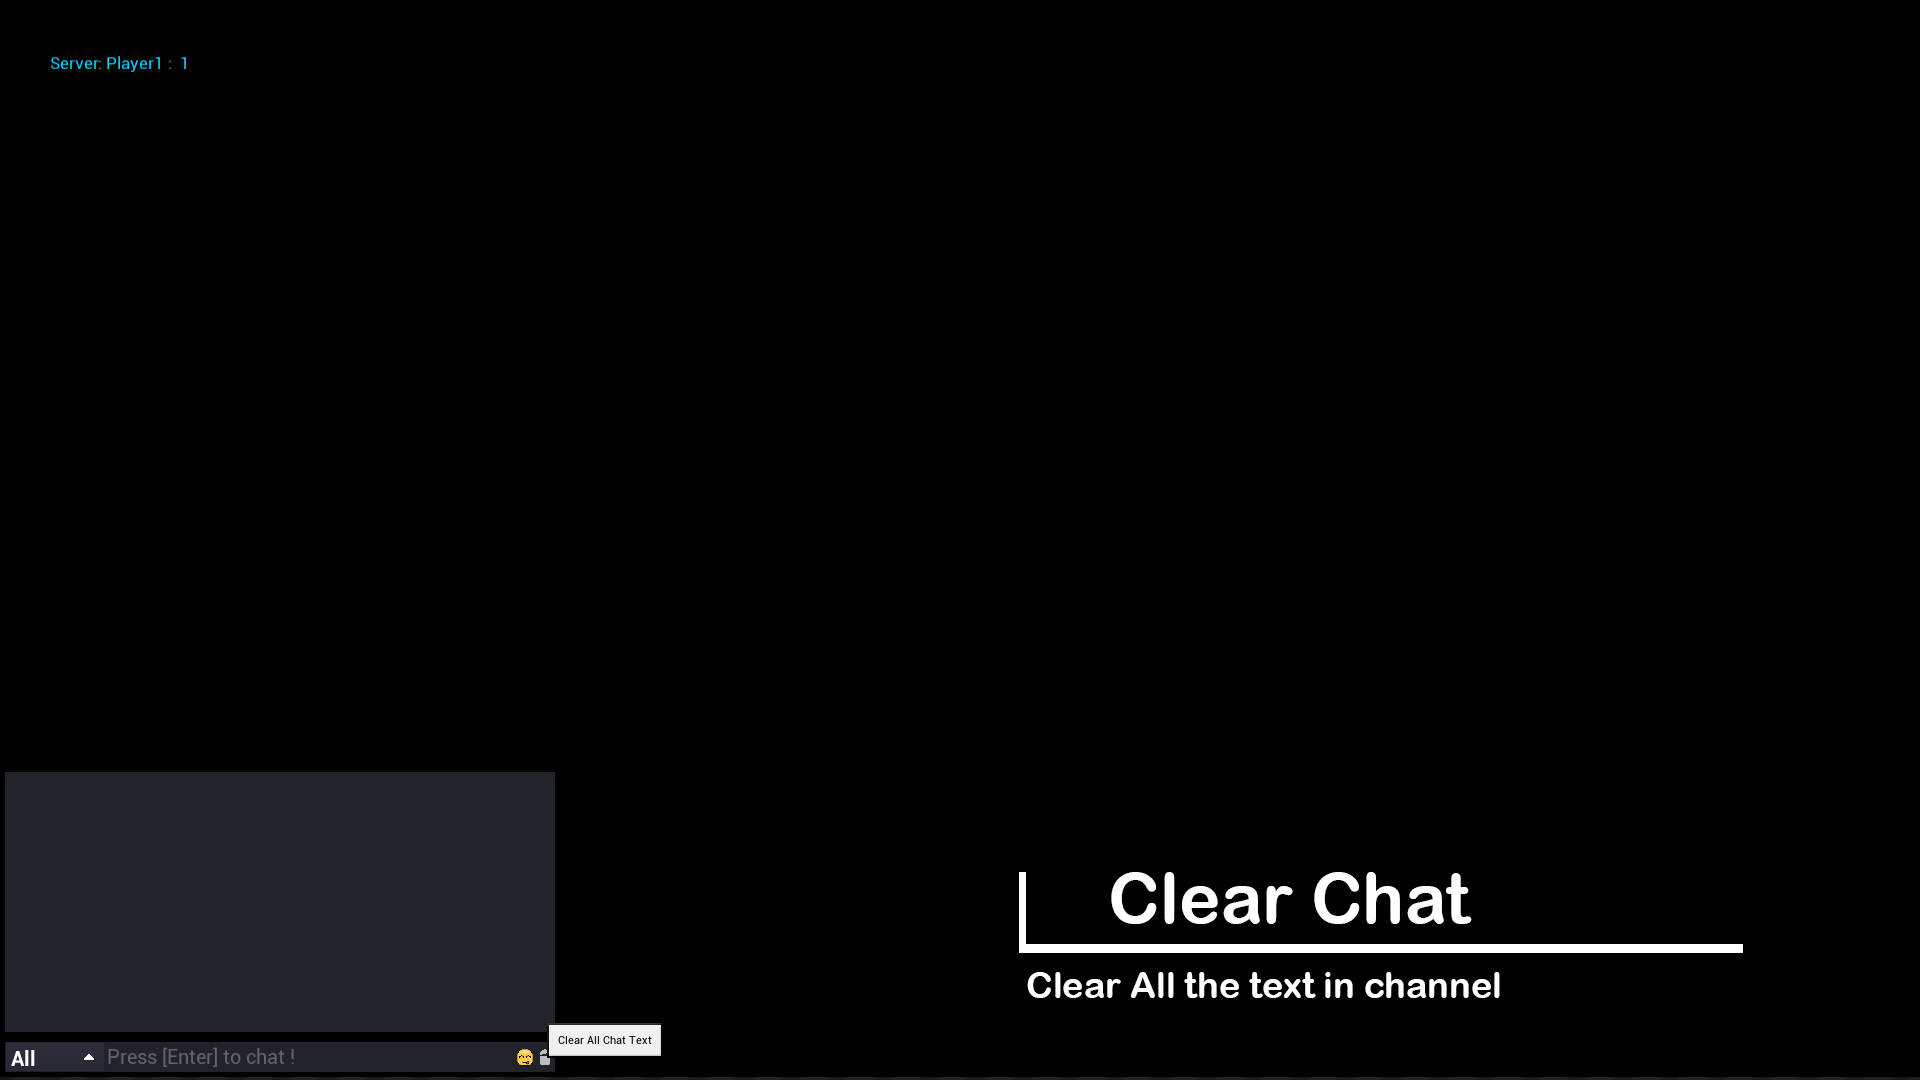 Server: Player1 :  1
Clear Chat
Clear All the text in channel
Clear All Chat Text
All
Press [Enter] to chat !